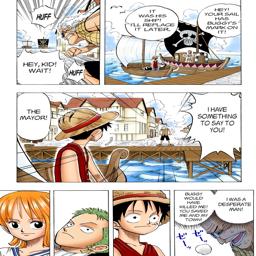 HUFF
HUFF
HEY, KID!
WAIT!
IT WAS
HIS
SHIP!
I'LL REPLACE
IT LATER.
HEY!
YOUR SAIL
HAS
BUGGY'S
MARK ON
IT!
THE
MAYOR!
I HAVE
SOMETHING
TO SAY TO
YOU!
BUGGY
WOULD
HAVE KILLED
ME! YOU
SAVED ME
AND MY
TOWN!
I WAS A
DESPERATE
MAN!